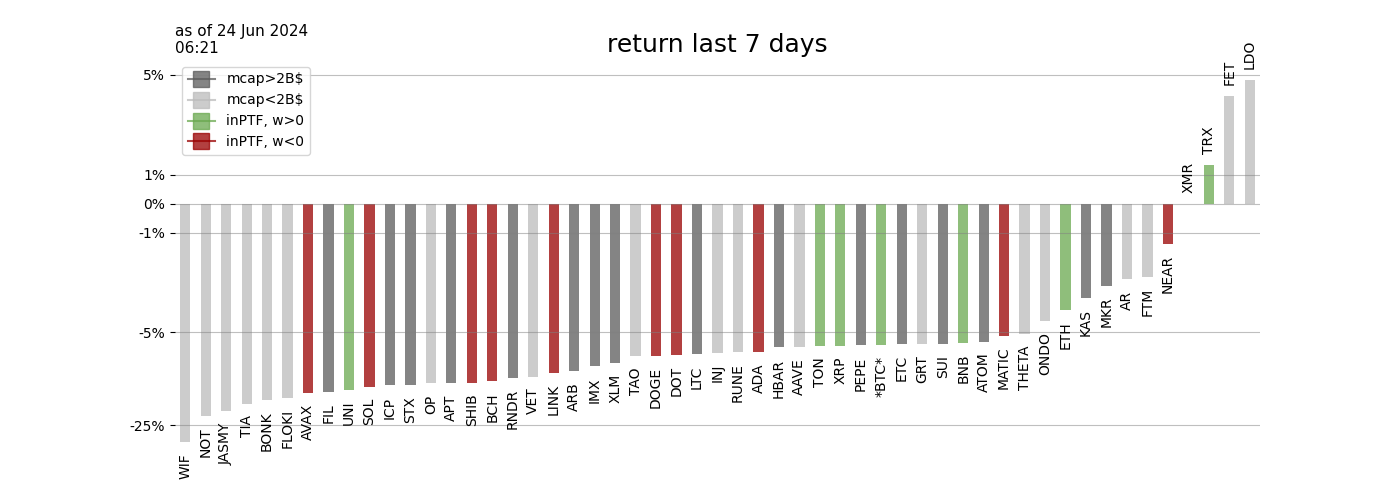 as of 24 Jun 2024
06:21
return last 7 days
mcap>2B$
mcap<2B$
inPTF, w>0
inPTF, w<0
5%
1%
0%
-1%
-5%
-25%
WIF
NOT
JASMY
TIA
BONK
FLOKI
AVAX
FIL
UNI
SOL
ICP
STX
OP
APT
SHIB
BCH
RNDR
VET
LINK
ARB
IMX
XLM
TAO
DOGE
DOT
LTC
INJ
RUNE
ADA
HBAR
AAVE
TON
XRP
PEPE
*BTC*
ETC
GRT
SUI
BNB
ATOM
MATIC
THETA
ONDO
ETH
KAS
MKR
AR
FTM
NEAR
XMR
TRX
FET
LDO